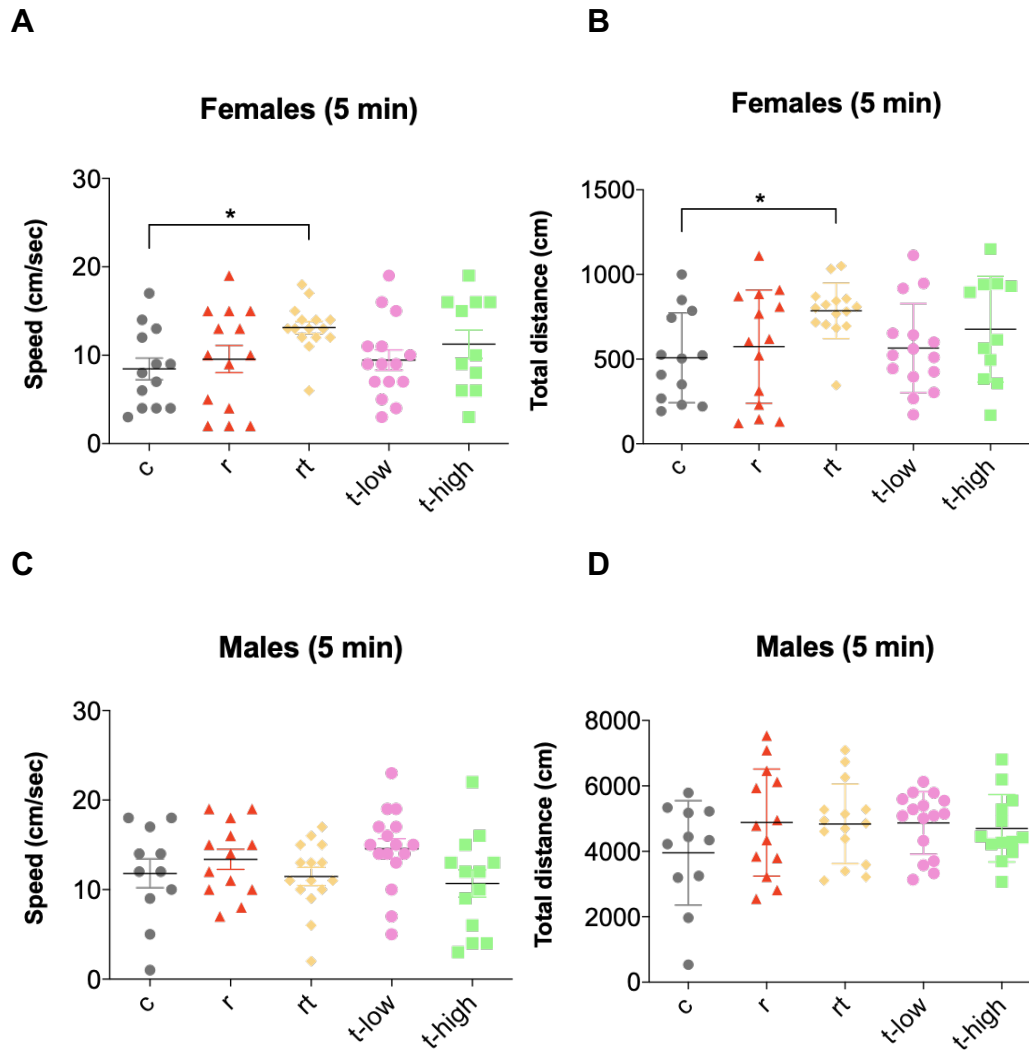 A
B
Females (5 min)
Females (5 min)
Speed (cm/sec)
30
20
10
0
*
c
r
rt
t-low
t-high
Total distance (cm)
1500
1000
500
0
*
c
r
rt
t-low
t-high
C
D
Males (5 min)
Males (5 min)
Speed (cm/sec)
30
20
10
0
c
r
rt
t-low
t-high
Total distance (cm)
8000
6000
4000
2000
0
c
r
rt
t-low
t-high